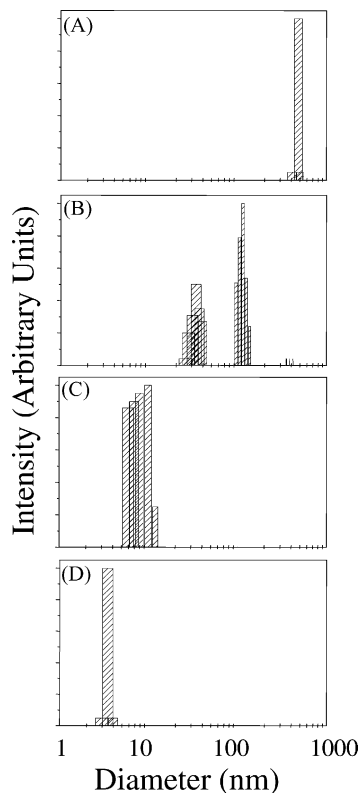 (A)
(B)
(C)
(D)
Intensity (Arbitrary Units)
1 10 100 1000
Diameter (nm)